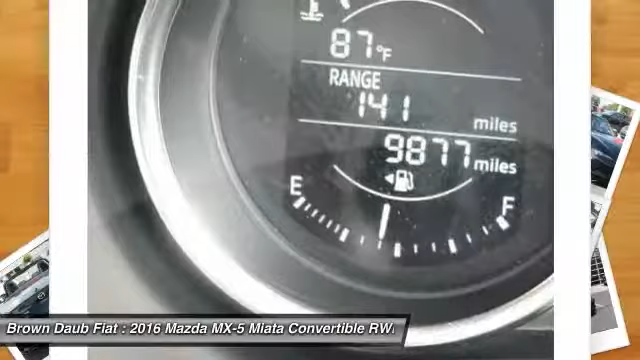 87°F
RANGE
141 miles
9877 miles
E F
Brown Daub Fiat : 2016 Mazda MX-5 Miata Convertible RW